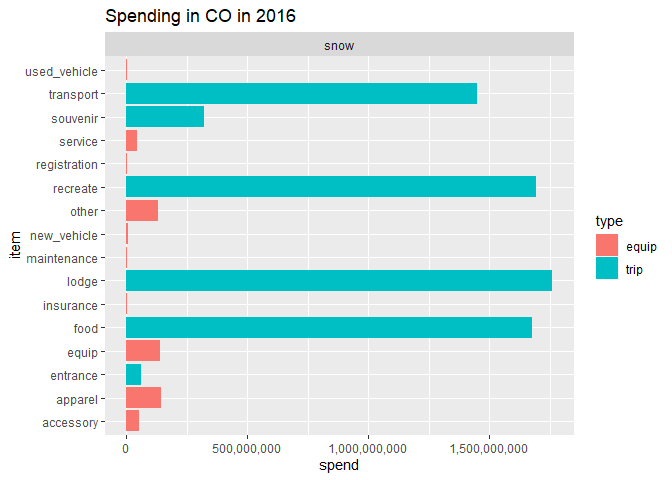 Spending in CO in 2016
snow
used_vehicle
transport
souvenir
service
registration
recreate
other
new_vehicle
maintenance
lodge
insurance
food
equip
entrance
apparel
accessory
item
0 500,000,000 1,000,000,000 1,500,000,000
spend
type
equip
trip